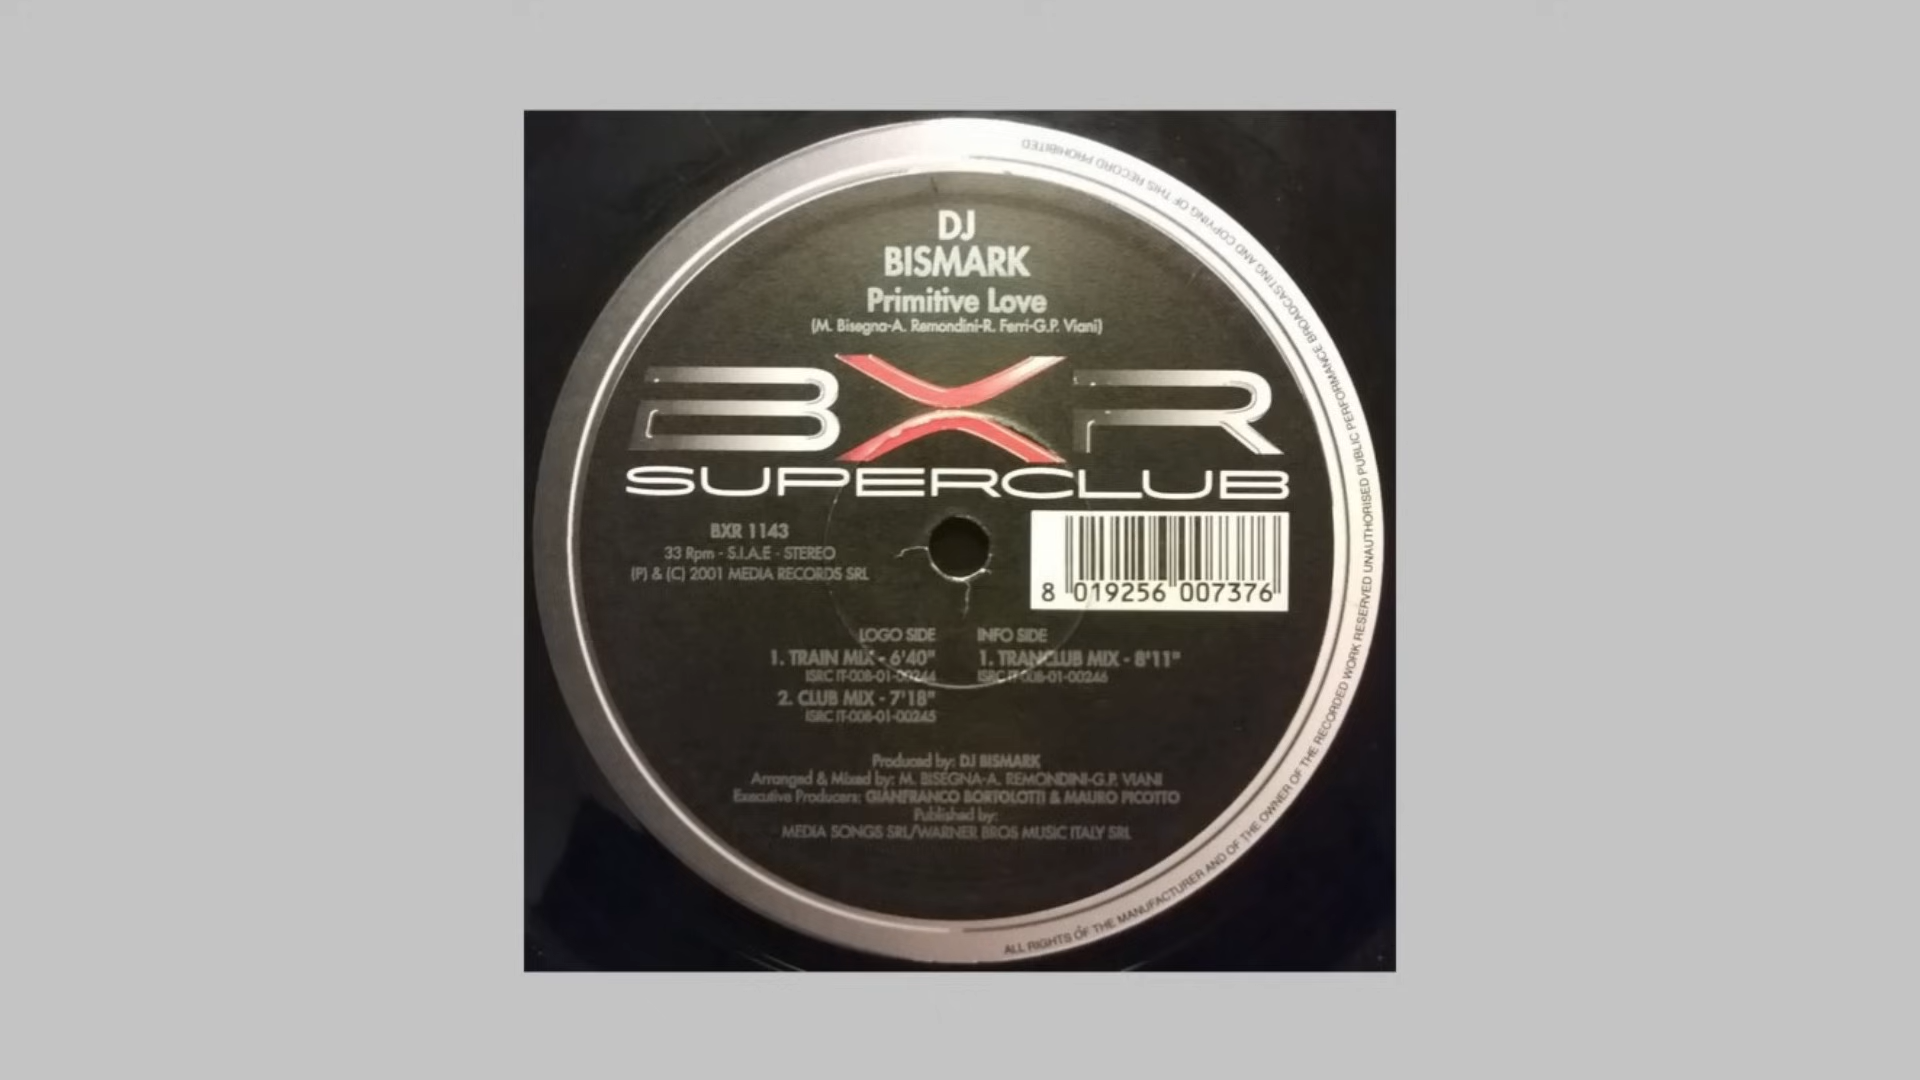 DJ
BISMARK
Primitive Love
(M. Bisegna-A. Remondini-R. Ferri-G.P. Viani)
BXR
SUPERCLUB
BXR 1143
33 Rpm - S.I.A.E - STEREO
(P) & (C) 2001 MEDIA RECORDS SRL
8 019256 007376
LOGO SIDE
1. TRAIN MIX - 6'40"
ISRC IT-00B-01-00244
2. CLUB MIX - 7'18"
ISRC IT-00B-01-00245
INFO SIDE
1. TRANCLUB MIX - 8'11"
ISRC IT-00B-01-00246
Produced by: DJ BISMARK
Arranged & Mixed by: M. BISEGNA-A. REMONDINI-G.P. VIANI
Executive Producers: GIANFRANCO BORTOLOTTI & MAURO PICOTTO
Published by:
MEDIA SONGS SRL/WARNER BROS MUSIC ITALY SRL
ALL RIGHTS OF THE MANUFACTURER AND OF THE OWNER OF THE RECORDED WORK RESERVED UNAUTHORISED PUBLIC PERFORMANCE BROADCASTING AND COPYING OF THIS RECORD PROHIBITED